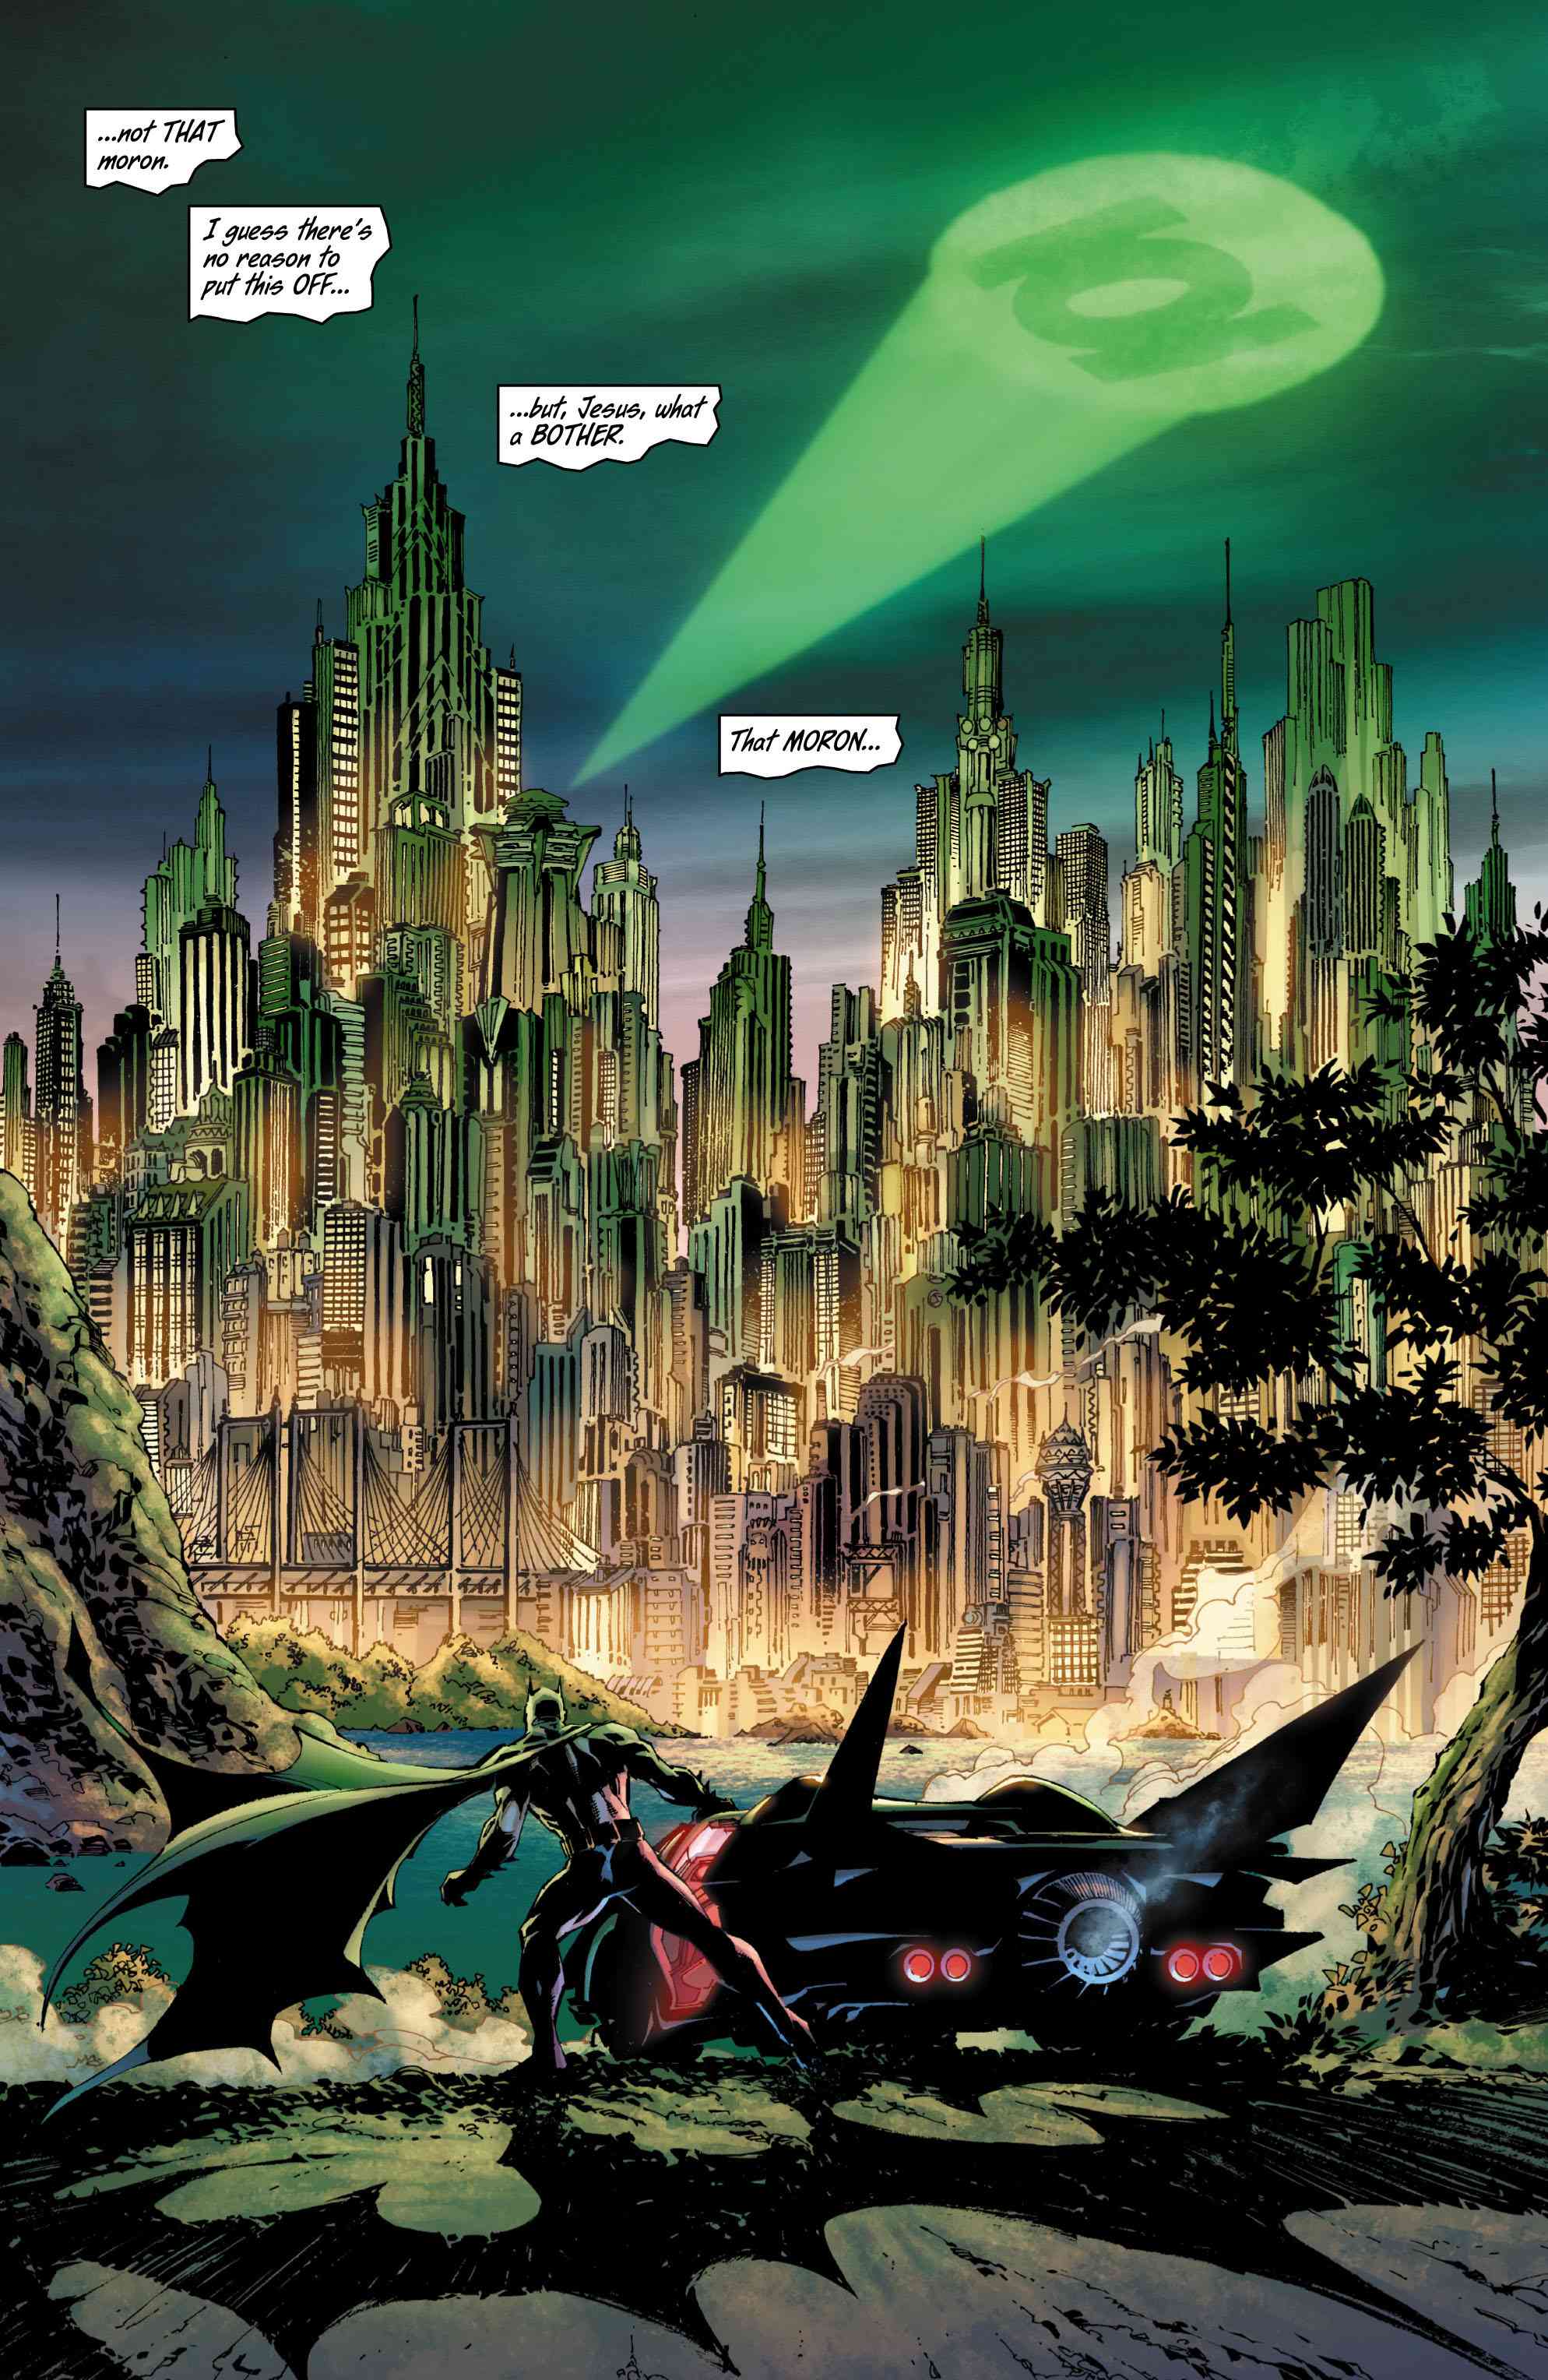 ...not THAT
moron.
I guess there's
no reason to
put this OFF...
...but, Jesus, what
a BOTHER.
That MORON...